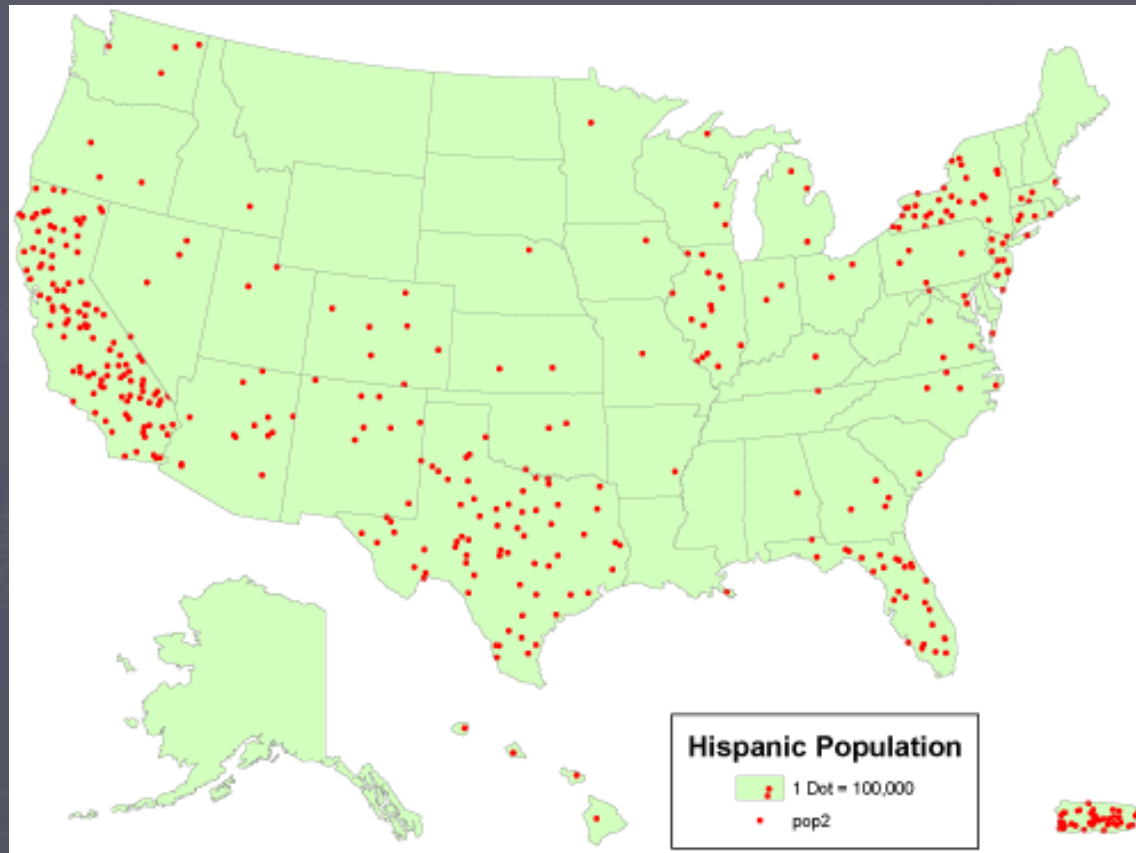 Hispanic Population
1 Dot = 100,000
pop2